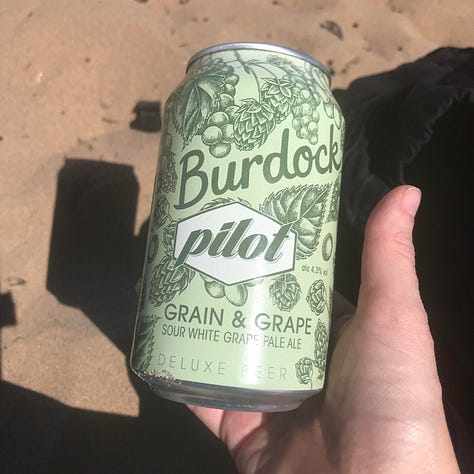 Burdock
pilot
alc 4.3% vol
GRAIN & GRAPE
SOUR WHITE GRAPE PALE ALE
DELUXE BEER